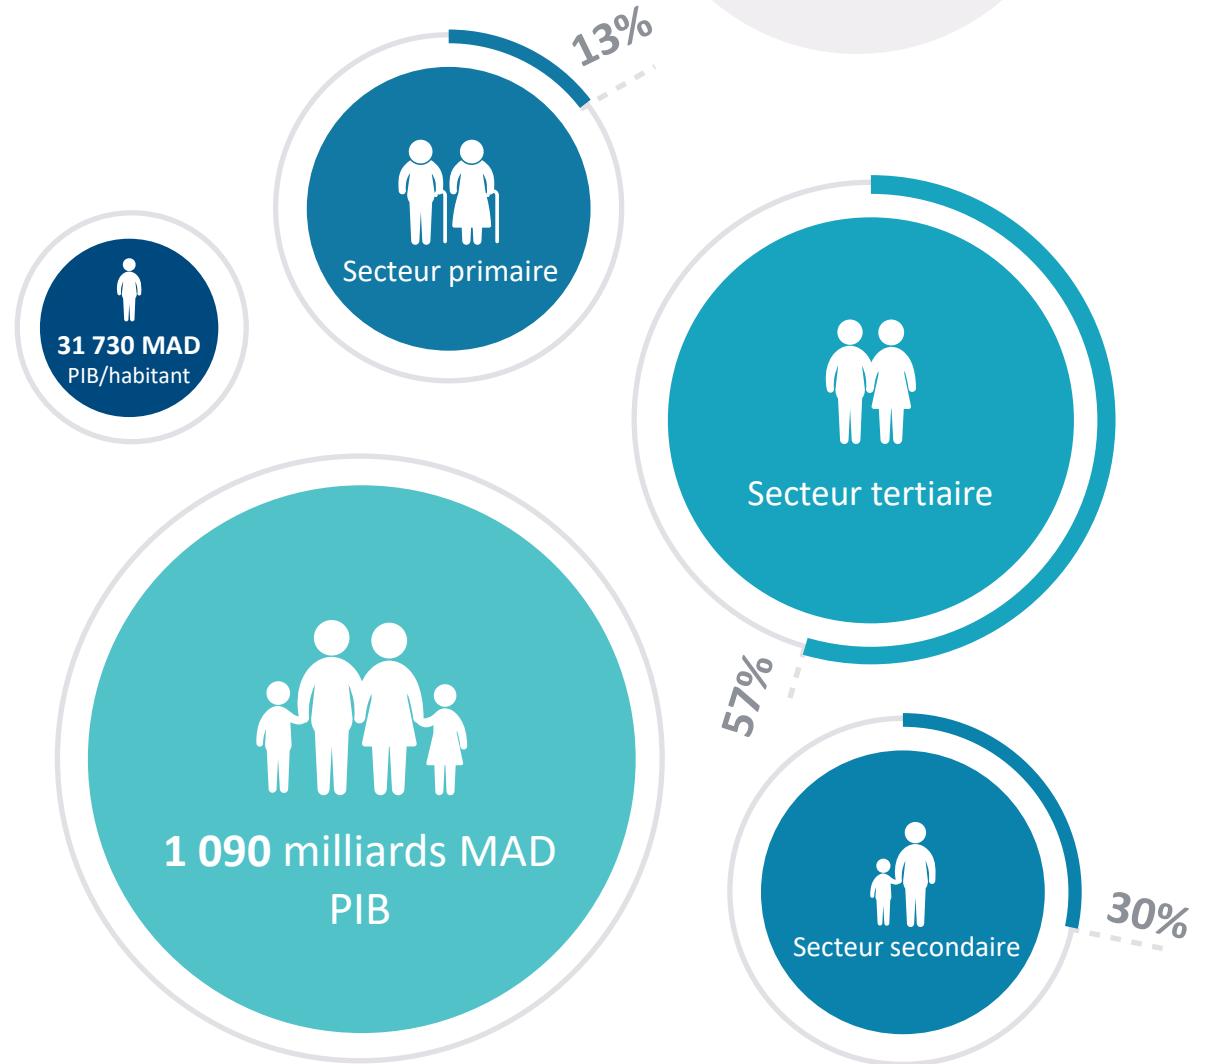 13%
Secteur primaire
31 730 MAD
PIB/habitant
Secteur tertiaire
57%
1 090 milliards MAD
PIB
Secteur secondaire
30%